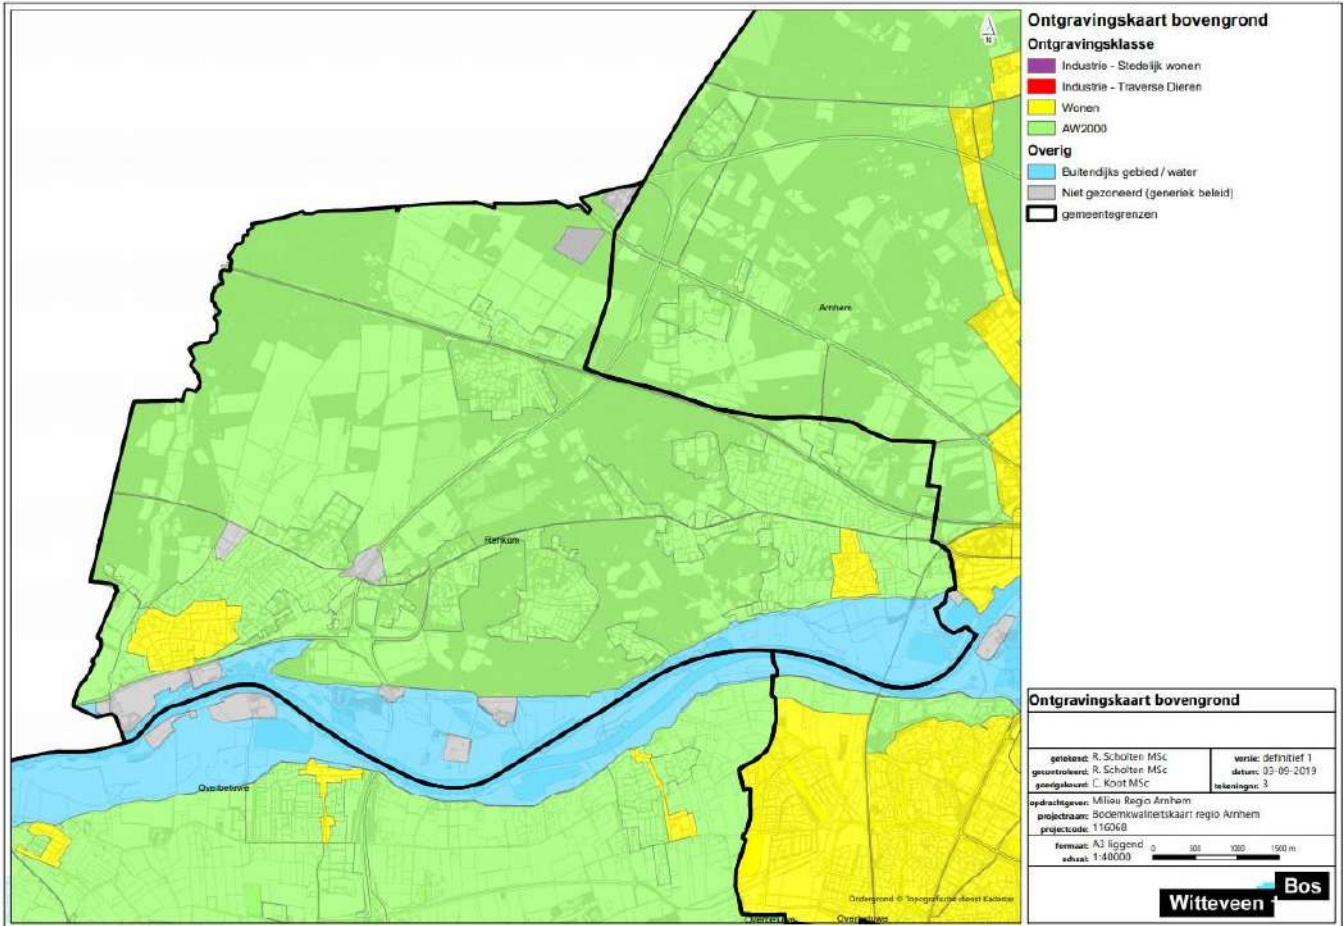 Ontgravingskaart bovengrond
Ontgravingsklasse
Industrie - Stedelijk wonen
Industrie - Traverse Dieren
Wonen
AW2000
Overig
Buitendijks gebied / water
Niet gezoneerd (generiek beleid)
gemeentegrenzen
N
Arnhem
Renkum
Overbetuwe
Overbetuwe
Ondergrond © Topografische dienst Kadaster
Ontgravingskaart bovengrond
getekend: R. Scholten MSc
versie: definitief 1
gecontroleerd: R. Scholten MSc
datum: 03-09-2019
goedgekeurd: C. Koot MSc
tekeningnr. 3
opdrachtgever: Milieu Regio Arnhem
projectnaam: Bodemkwaliteitskaart regio Arnhem
projectcode: 116068
formaat: A3 liggend
0 500 1000 1500 m
schaal: 1:40000
Witteveen
Bos